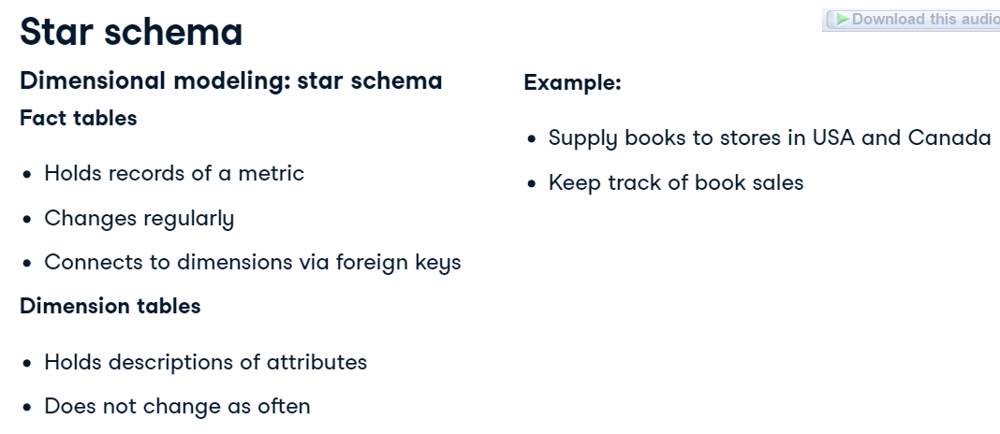 Star schema
Download this audio
Dimensional modeling: star schema
Fact tables
Holds records of a metric
Changes regularly
Connects to dimensions via foreign keys
Dimension tables
Holds descriptions of attributes
Does not change as often
Example:
Supply books to stores in USA and Canada
Keep track of book sales